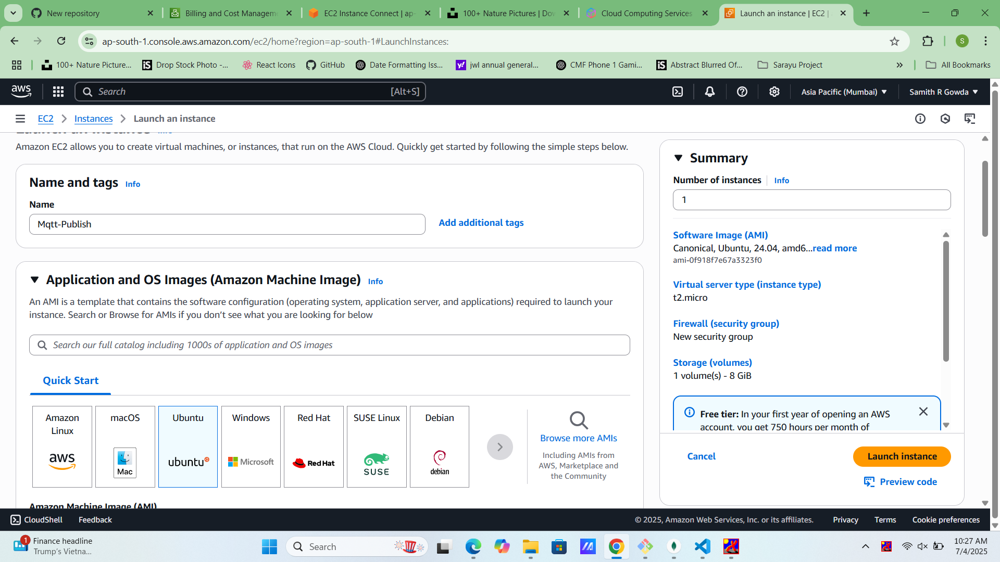 New repository
Billing and Cost Manageme
EC2 Instance Connect | ap-
100+ Nature Pictures | Dow
Cloud Computing Services
Launch an instance | EC2 |
ap-south-1.console.aws.amazon.com/ec2/home?region=ap-south-1#LaunchInstances:
S
100+ Nature Picture...
Drop Stock Photo -...
React Icons
GitHub
Date Formatting Iss...
jwl annual general...
CMF Phone 1 Gami...
Abstract Blurred Of...
Sarayu Project
All Bookmarks
aws
Search
[Alt+S]
Asia Pacific (Mumbai)
Samith R Gowda
EC2
Instances
Launch an instance
Launch an instance Info
Amazon EC2 allows you to create virtual machines, or instances, that run on the AWS Cloud. Quickly get started by following the simple steps below.
Name and tags Info
Name
Mqtt-Publish
Add additional tags
Application and OS Images (Amazon Machine Image) Info
An AMI is a template that contains the software configuration (operating system, application server, and applications) required to launch your
instance. Search or Browse for AMIs if you don’t see what you are looking for below
Search our full catalog including 1000s of application and OS images
Quick Start
Amazon
Linux
aws
macOS
Mac
Ubuntu
ubuntu
Windows
Microsoft
Red Hat
RedHat
SUSE Linux
SUSE
Debian
debian
Browse more AMIs
Including AMIs from
AWS, Marketplace and
the Community
Amazon Machine Image (AMI)
Summary
Number of instances
Info
1
Software Image (AMI)
Canonical, Ubuntu, 24.04, amd6...read more
ami-0f918f7e67a3323f0
Virtual server type (instance type)
t2.micro
Firewall (security group)
New security group
Storage (volumes)
1 volume(s) - 8 GiB
Free tier: In your first year of opening an AWS
account, you get 750 hours per month of
Cancel
Launch instance
Preview code
CloudShell
Feedback
© 2025, Amazon Web Services, Inc. or its affiliates.
Privacy
Terms
Cookie preferences
1
Finance headline
Trump's Vietna...
Search
10:27 AM
7/4/2025